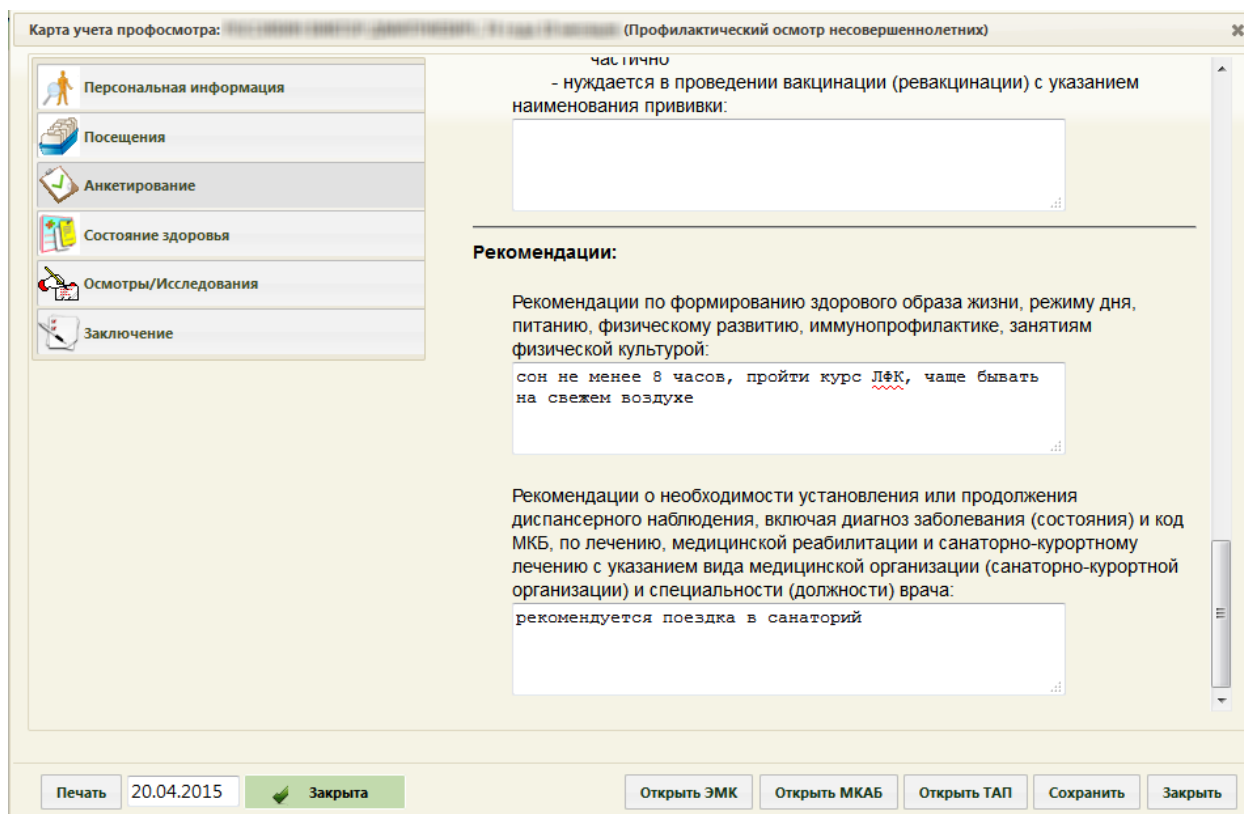 Карта учета профосмотра: (Профилактический осмотр несовершеннолетних)
Персональная информация
Посещения
Анкетирование
Состояние здоровья
Осмотры/Исследования
Заключение
частично
- нуждается в проведении вакцинации (ревакцинации) с указанием
наименования прививки:
Рекомендации:
Рекомендации по формированию здорового образа жизни, режиму дня,
питанию, физическому развитию, иммунопрофилактике, занятиям
физической культурой:
сон не менее 8 часов, пройти курс ЛФК, чаще бывать
на свежем воздухе
Рекомендации о необходимости установления или продолжения
диспансерного наблюдения, включая диагноз заболевания (состояния) и код
МКБ, по лечению, медицинской реабилитации и санаторно-курортному
лечению с указанием вида медицинской организации (санаторно-курортной
организации) и специальности (должности) врача:
рекомендуется поездка в санаторий
Печать 20.04.2015 Закрыта Открыть ЭМК Открыть МКАБ Открыть ТАП Сохранить Закрыть